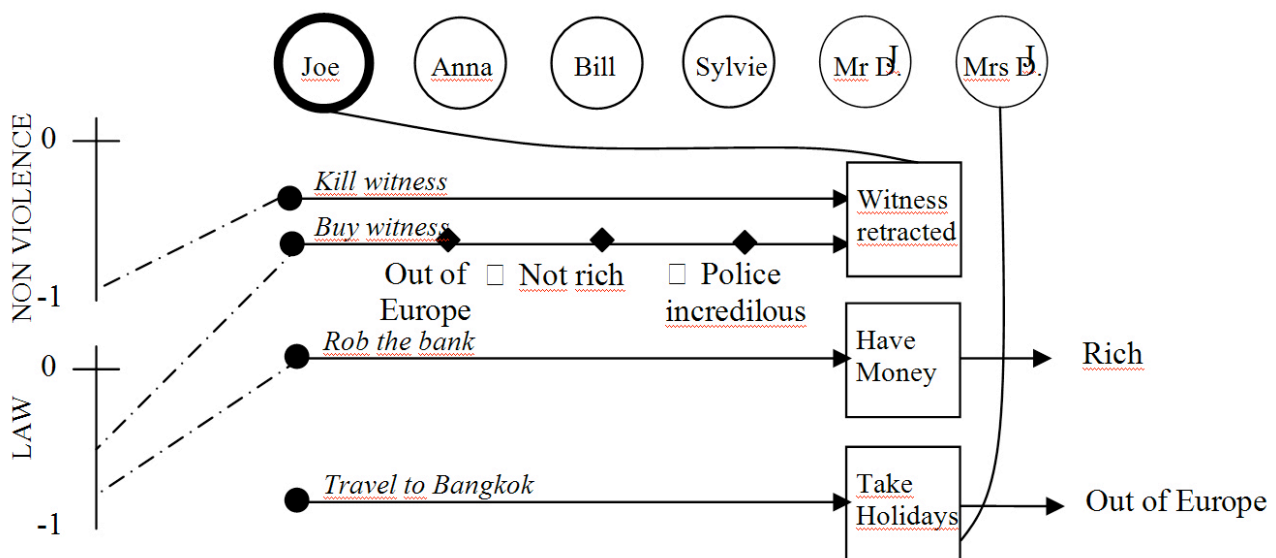 Joe
Anna
Bill
Sylvie
Mr D.
J
Mrs D.
J
NON VIOLENCE
0
-1
Kill witness
Buy witness
Witness
retracted
Out of
Europe
□ Not rich
□ Police
incredilous
LAW
0
-1
Rob the bank
Have
Money
Rich
Travel to Bangkok
Take
Holidays
Out of Europe